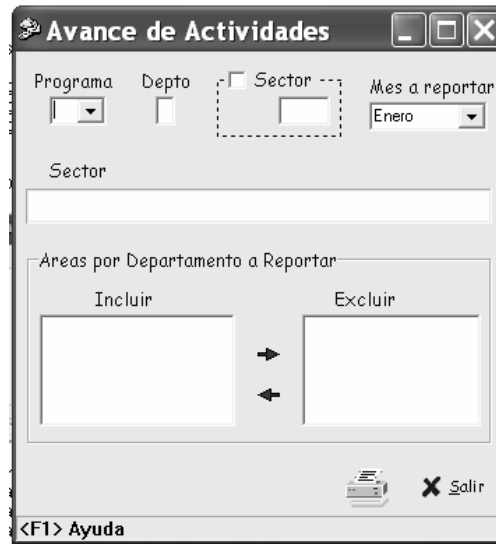 Avance de Actividades
Programa Depto Sector Mes a reportar
Enero
Sector
Areas por Departamento a Reportar
Incluir Excluir
Salir
<F1> Ayuda